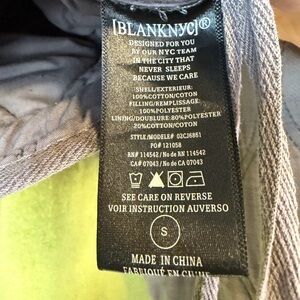 [BLANKNYC]®
DESIGNED FOR YOU
BY OUR NYC TEAM
IN THE CITY THAT
NEVER SLEEPS
BECAUSE WE CARE
SHELL/EXTERIEUR:
100%COTTON/COTON
FILLING/REMPLISSAGE:
100%POLYESTER
LINING/DOUBLURE: 80%POLYESTER
20%COTTON/COTON
STYLE/MODELE# 02CJ6861
PO# 121058
RN# 114542 / No de RN 114542
CA# 07043/ No de CA 07043
SEE CARE ON REVERSE
VOIR INSTRUCTION AUVERSO
S
MADE IN CHINA
FABRIQUÉ EN CHINE